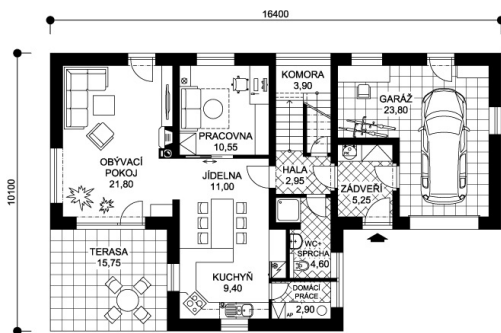 16400
10100
KOMORA
3,90
GARÁŽ
23,80
PRACOVNA
10,55
OBÝVACÍ
POKOJ
21,80
JÍDELNA
11,00
HALA
2,95
ZÁDVEŘÍ
5,25
TERASA
15,75
WC+
SPRCHA
4,60
KUCHYŇ
9,40
DOMÁCÍ
PRÁCE
2,90
AP